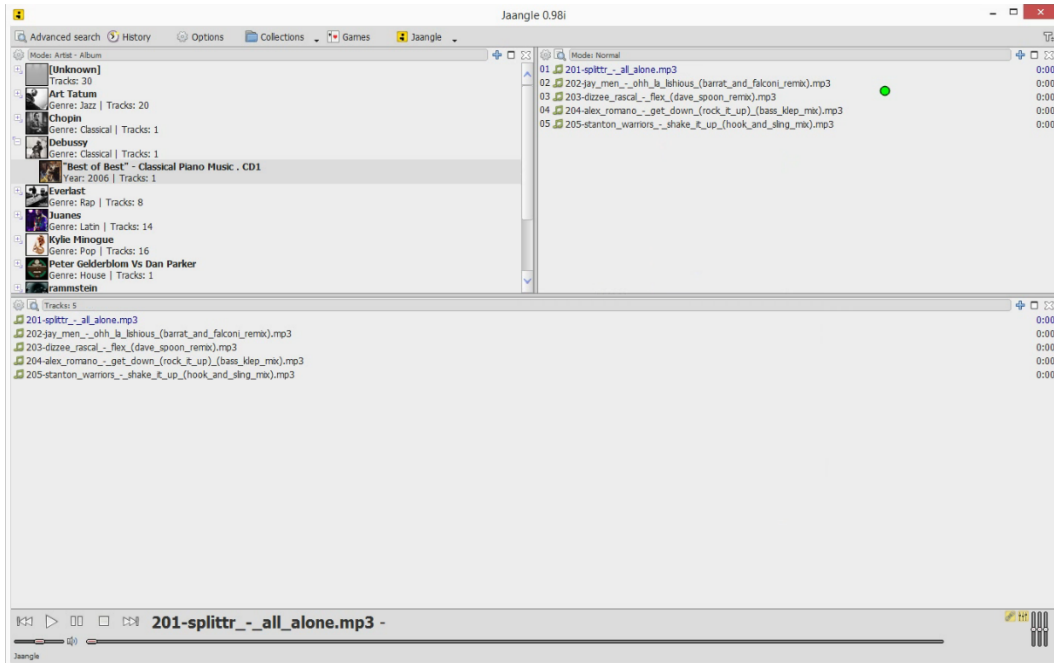 Jaangle 0.98i
Advanced search History Options Collections Games Jaangle
Mode: Artist - Album
[Unknown]
Tracks: 30
Art Tatum
Genre: Jazz | Tracks: 20
Chopin
Genre: Classical | Tracks: 1
Debussy
Genre: Classical | Tracks: 1
"Best of Best" - Classical Piano Music . CD1
Year: 2006 | Tracks: 1
Everlast
Genre: Rap | Tracks: 8
Juanes
Genre: Latin | Tracks: 14
Kylie Minogue
Genre: Pop | Tracks: 16
Peter Gelderblom Vs Dan Parker
Genre: House | Tracks: 1
rammstein
Mode: Normal
01 201-splittr_-_all_alone.mp3 0:00
02 202-jay_men_-_ohh_la_lishious_(barrat_and_falconi_remix).mp3 0:00
03 203-dizzee_rascal_-_flex_(dave_spoon_remix).mp3 0:00
04 204-alex_romano_-_get_down_(rock_it_up)_(bass_klep_mix).mp3 0:00
05 205-stanton_warriors_-_shake_it_up_(hook_and_sling_mix).mp3 0:00
Tracks: 5
201-splittr_-_all_alone.mp3 0:00
202-jay_men_-_ohh_la_lishious_(barrat_and_falconi_remix).mp3 0:00
203-dizzee_rascal_-_flex_(dave_spoon_remix).mp3 0:00
204-alex_romano_-_get_down_(rock_it_up)_(bass_klep_mix).mp3 0:00
205-stanton_warriors_-_shake_it_up_(hook_and_sling_mix).mp3 0:00
201-splittr_-_all_alone.mp3 -
Jaangle